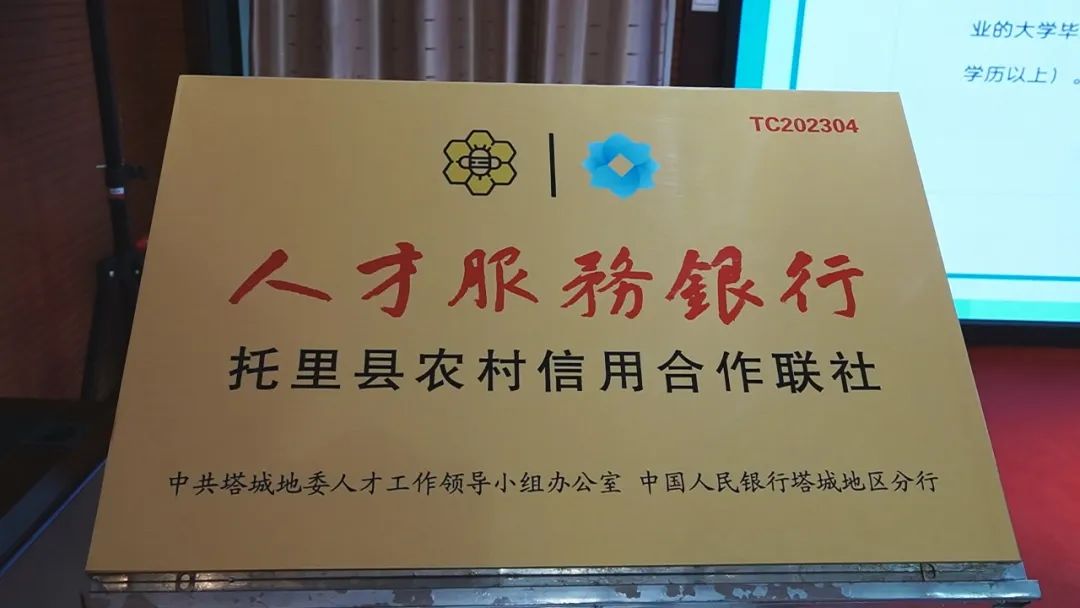 业的大学毕
学历以上）。
TC202304
人才服務銀行
托里县农村信用合作联社
中共塔城地委人才工作领导小组办公室 中国人民银行塔城地区分行